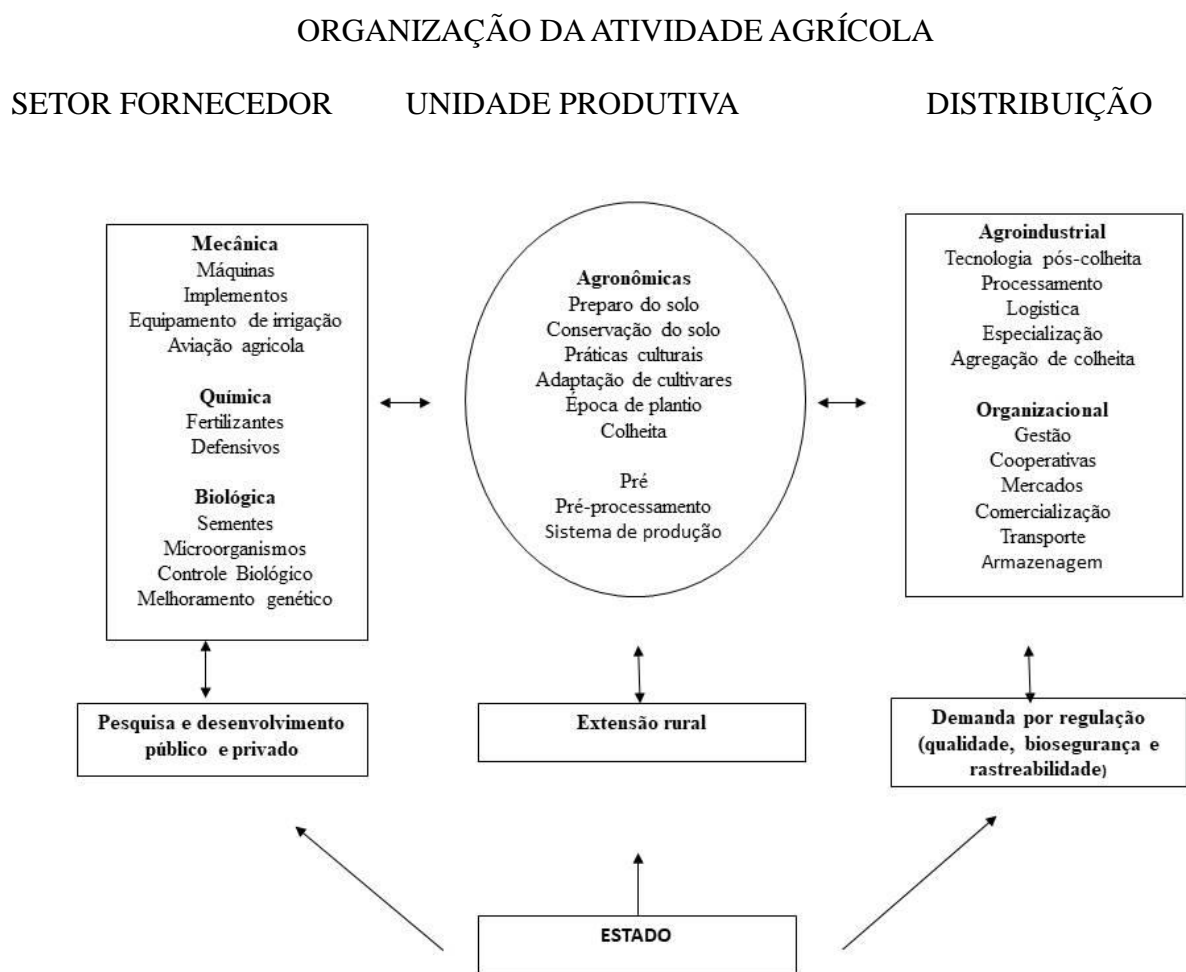 ORGANIZAÇÃO DA ATIVIDADE AGRÍCOLA
SETOR FORNECEDOR
UNIDADE PRODUTIVA
DISTRIBUIÇÃO
Mecânica
Máquinas
Implementos
Equipamento de irrigação
Aviação agrícola
Química
Fertilizantes
Defensivos
Biológica
Sementes
Microorganismos
Controle Biológico
Melhoramento genético
Agronômicas
Preparo do solo
Conservação do solo
Práticas culturais
Adaptação de cultivares
Época de plantio
Colheita
Pré
Pré-processamento
Sistema de produção
Agroindustrial
Tecnologia pós-colheita
Processamento
Logística
Especialização
Agregação de colheita
Organizacional
Gestão
Cooperativas
Mercados
Comercialização
Transporte
Armazenagem
Pesquisa e desenvolvimento
público e privado
Extensão rural
Demanda por regulação
(qualidade, biosegurança e
rastreabilidade)
ESTADO